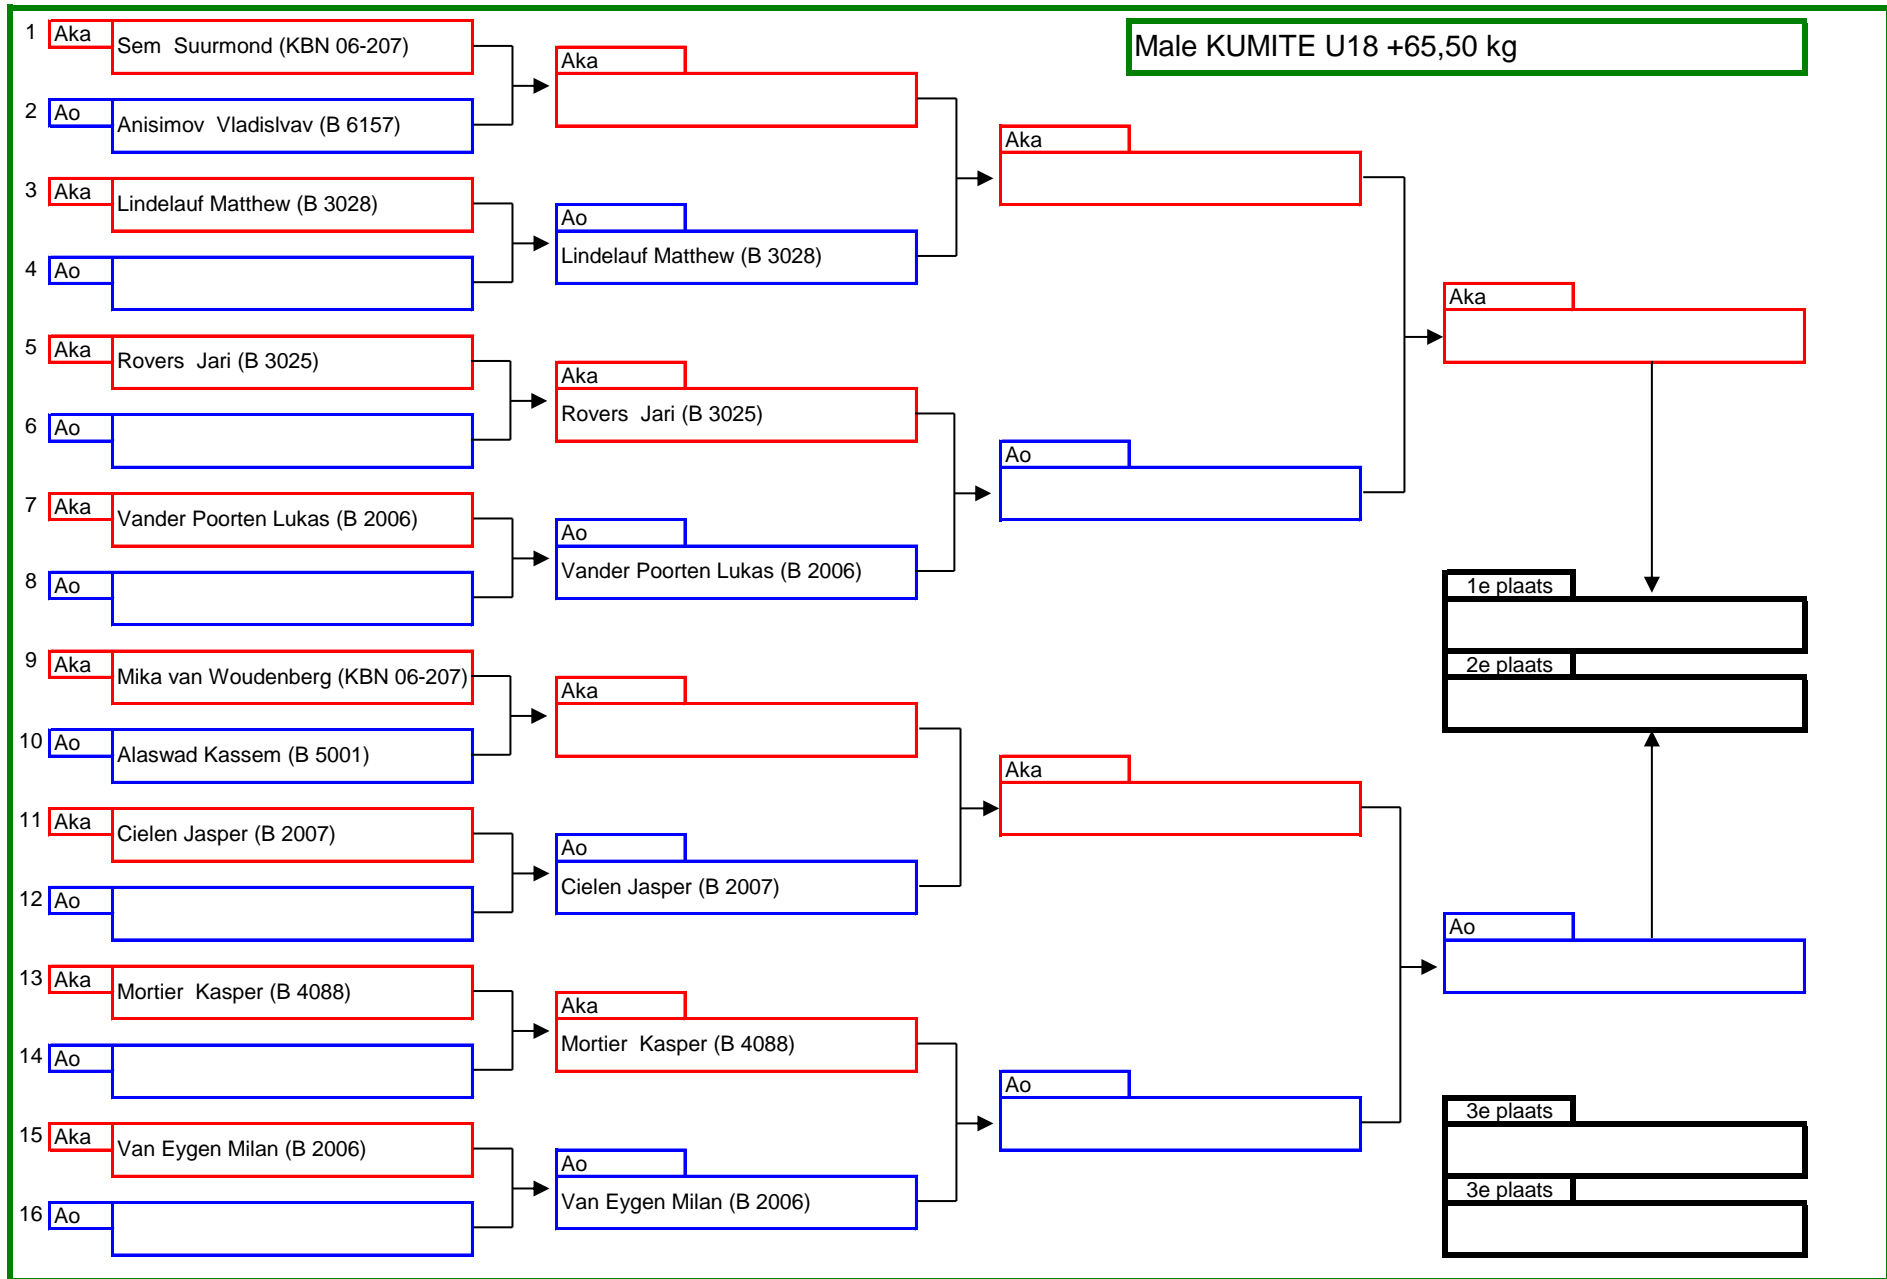 Male KUMITE U18 +65,50 kg
1 Aka Sem  Suurmond (KBN 06-207)
2 Ao Anisimov  Vladislvav (B 6157)
3 Aka Lindelauf Matthew (B 3028)
4 Ao
5 Aka Rovers  Jari (B 3025)
6 Ao
7 Aka Vander Poorten Lukas (B 2006)
8 Ao
9 Aka Mika van Woudenberg (KBN 06-207)
10 Ao Alaswad Kassem (B 5001)
11 Aka Cielen Jasper (B 2007)
12 Ao
13 Aka Mortier  Kasper (B 4088)
14 Ao
15 Aka Van Eygen Milan (B 2006)
16 Ao
Aka
Ao
Lindelauf Matthew (B 3028)
Aka
Rovers  Jari (B 3025)
Ao
Vander Poorten Lukas (B 2006)
Aka
Ao
Cielen Jasper (B 2007)
Aka
Mortier  Kasper (B 4088)
Ao
Van Eygen Milan (B 2006)
Aka
Ao
Aka
Ao
Aka
1e plaats
2e plaats
Ao
3e plaats
3e plaats